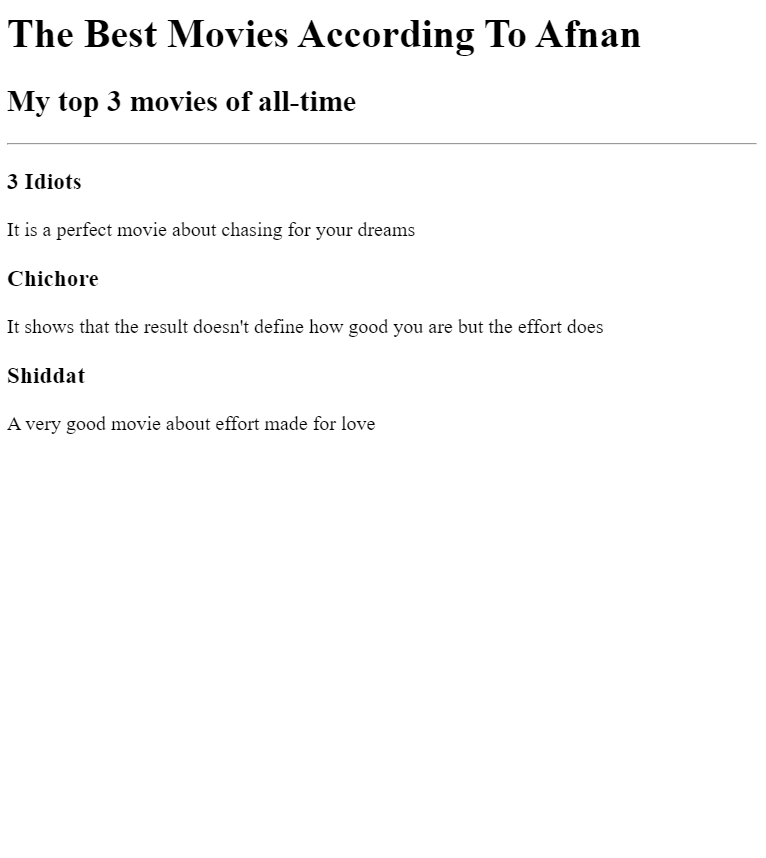 The Best Movies According To Afnan
My top 3 movies of all-time
3 Idiots
It is a perfect movie about chasing for your dreams
Chichore
It shows that the result doesn't define how good you are but the effort does
Shiddat
A very good movie about effort made for love